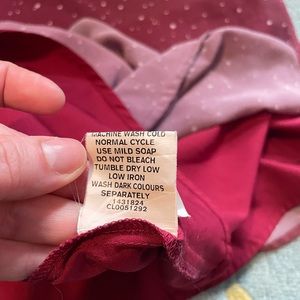 MACHINE WASH COLD
NORMAL CYCLE
USE MILD SOAP
DO NOT BLEACH
TUMBLE DRY LOW
LOW IRON
WASH DARK COLOURS
SEPARATELY
1431824
CL0051292